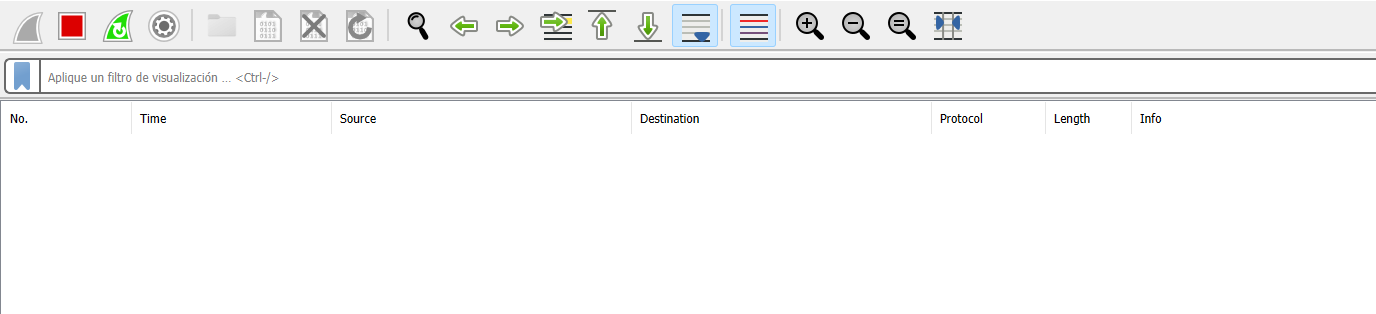 Aplique un filtro de visualización ... <Ctrl-/>
No. Time Source Destination Protocol Length Info